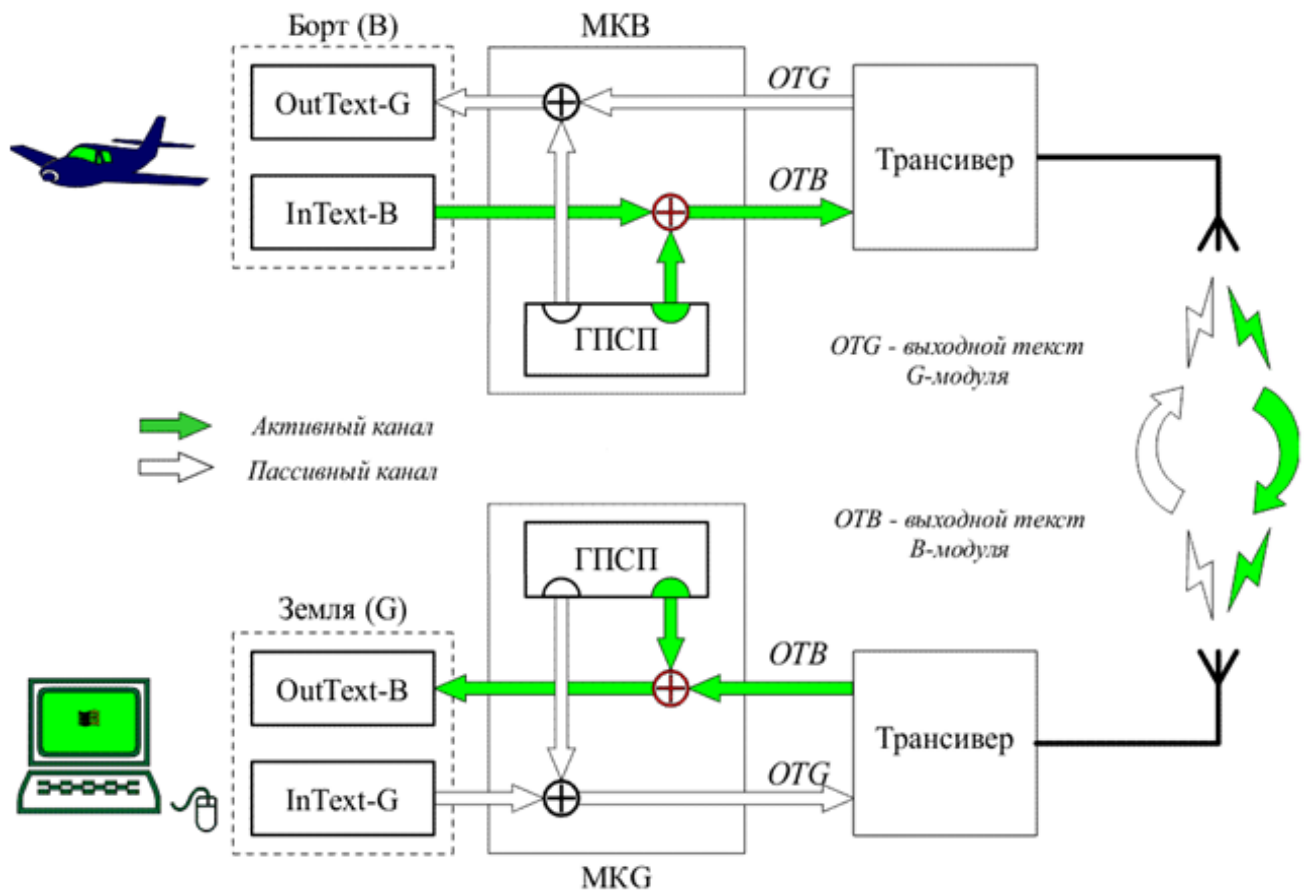 Борт (B)
МКВ
OutText-G
OTG
Трансивер
InText-B
OTB
ГПСП
OTG - выходной текст
G-модуля
Активный канал
Пассивный канал
OTB - выходной текст
B-модуля
ГПСП
Земля (G)
OutText-B
OTB
Трансивер
InText-G
OTG
МКG